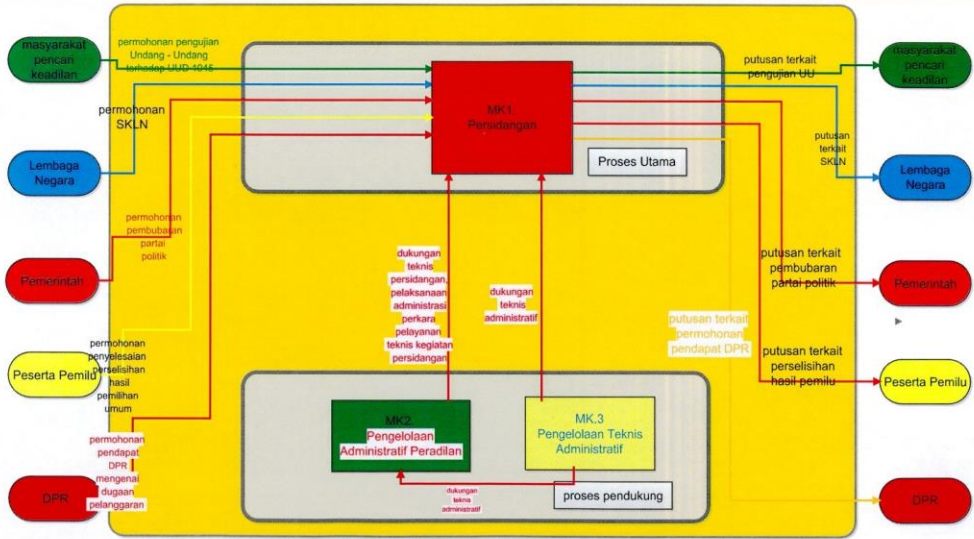 masyarakat
pencari
keadilan
permohonan pengujian
Undang - Undang
terhadap UUD 1045
permohonan
SKLN
Lembaga
Negara
permohonan
pembubaran
partai
politik
Pemerintah
permohonan
penyelesaian
perselisihan
hasil
pemilihan
umum
Peserta Pemilu
permohonan
pendapat
DPR
mengenai
dugaan
pelanggaran
DPR
MK1.
Persidangan
Proses Utama
dukungan
teknis
persidangan,
pelaksanaan
administrasi
perkara
pelayanan
teknis kegiatan
persidangan
dukungan
teknis
administratif
MK2.
Pengelolaan
Administratif Peradilan
MK.3
Pengelolaan Teknis
Administratif
dukungan
teknis
administratif
proses pendukung
putusan terkait
pengujian UU
putusan
terkait
SKLN
putusan terkait
pembubaran
partai politik
putusan terkait
permohonan
pendapat DPR
putusan terkait
perselisihan
hasil pemilu
masyarakat
pencari
keadilan
Lembaga
Negara
Pemerintah
Peserta Pemilu
DPR